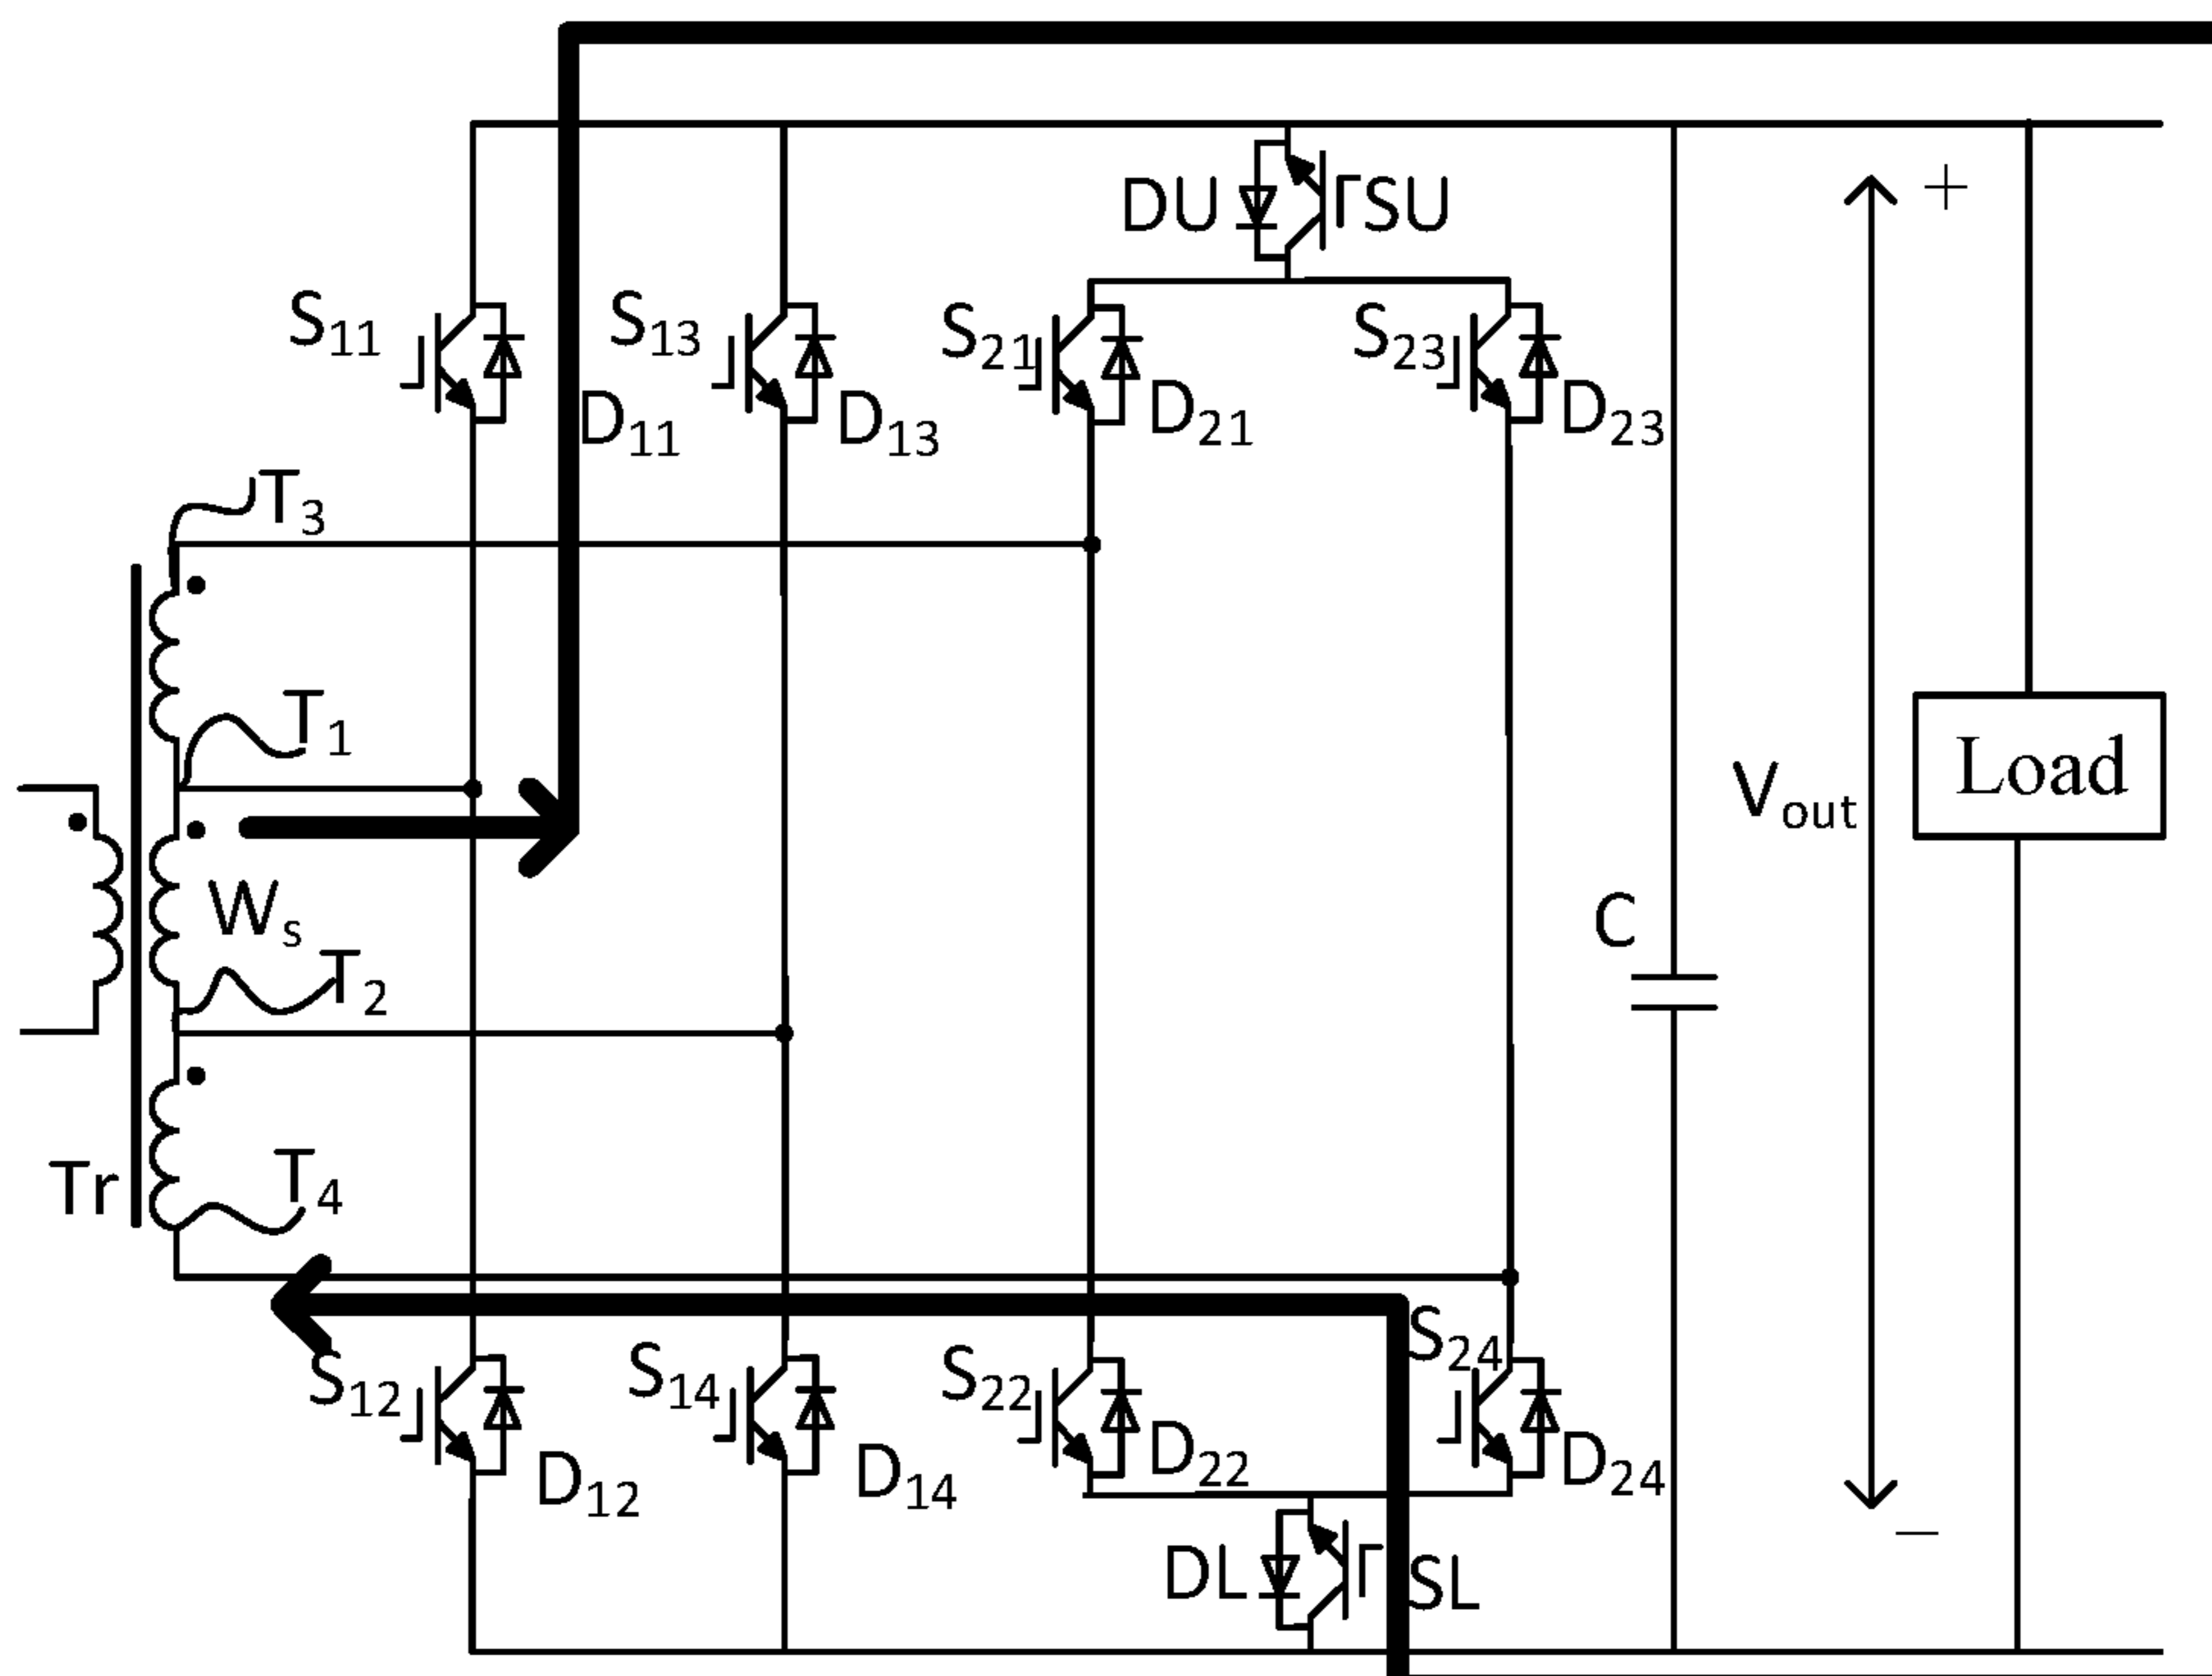 DU
SU
+
S11
S13
S21
S23
D11
D13
D21
D23
T3
T1
Vout
Load
Ws
C
T2
Tr
T4
S12
S14
S22
S24
D12
D14
D22
D24
DL
SL
−